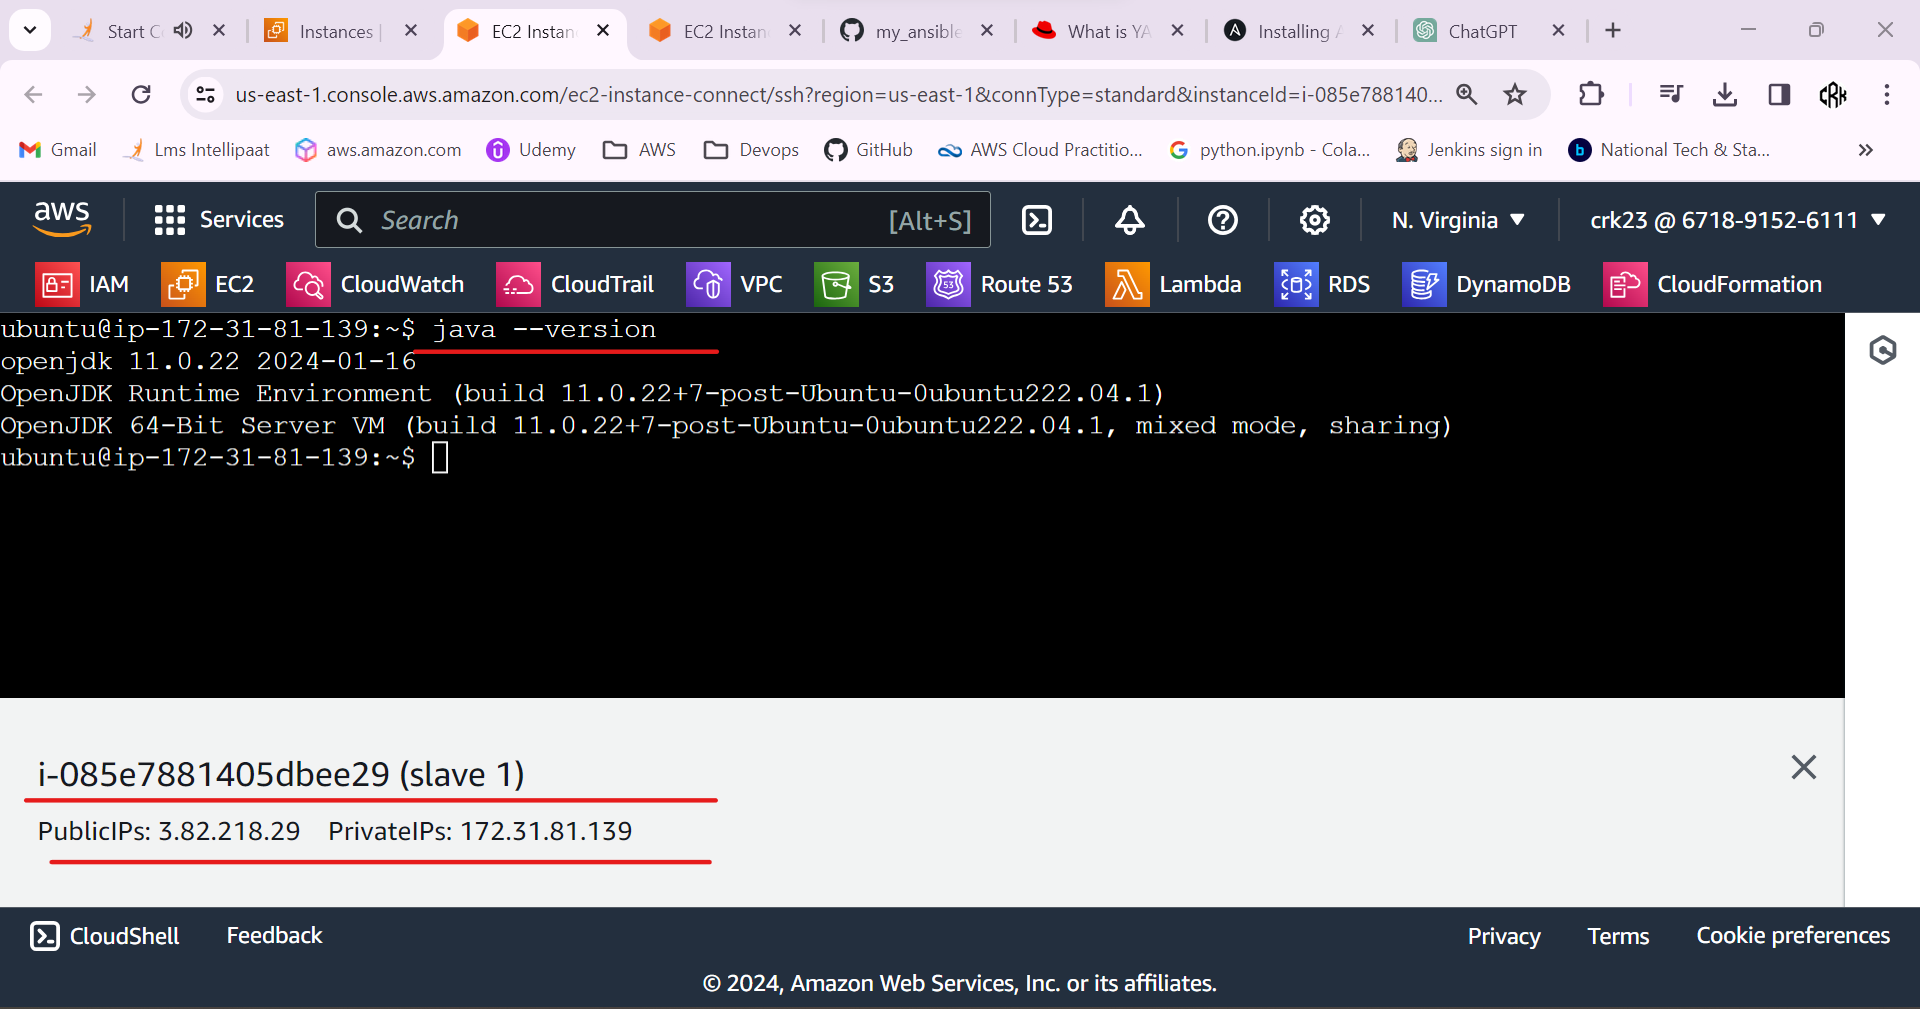 Start C
Instances |
EC2 Instan
EC2 Instan
my_ansible
What is YA
Installing A
ChatGPT
us-east-1.console.aws.amazon.com/ec2-instance-connect/ssh?region=us-east-1&connType=standard&instanceId=i-085e788140...
Gmail
Lms Intellipaat
aws.amazon.com
Udemy
AWS
Devops
GitHub
AWS Cloud Practitio...
python.ipynb - Cola...
Jenkins sign in
National Tech & Sta...
aws
Services
Search
[Alt+S]
N. Virginia
crk23 @ 6718-9152-6111
IAM
EC2
CloudWatch
CloudTrail
VPC
S3
Route 53
Lambda
RDS
DynamoDB
CloudFormation
ubuntu@ip-172-31-81-139:~$ java --version
openjdk 11.0.22 2024-01-16
OpenJDK Runtime Environment (build 11.0.22+7-post-Ubuntu-0ubuntu222.04.1)
OpenJDK 64-Bit Server VM (build 11.0.22+7-post-Ubuntu-0ubuntu222.04.1, mixed mode, sharing)
ubuntu@ip-172-31-81-139:~$
i-085e7881405dbee29 (slave 1)
PublicIPs: 3.82.218.29 PrivateIPs: 172.31.81.139
CloudShell
Feedback
Privacy
Terms
Cookie preferences
© 2024, Amazon Web Services, Inc. or its affiliates.